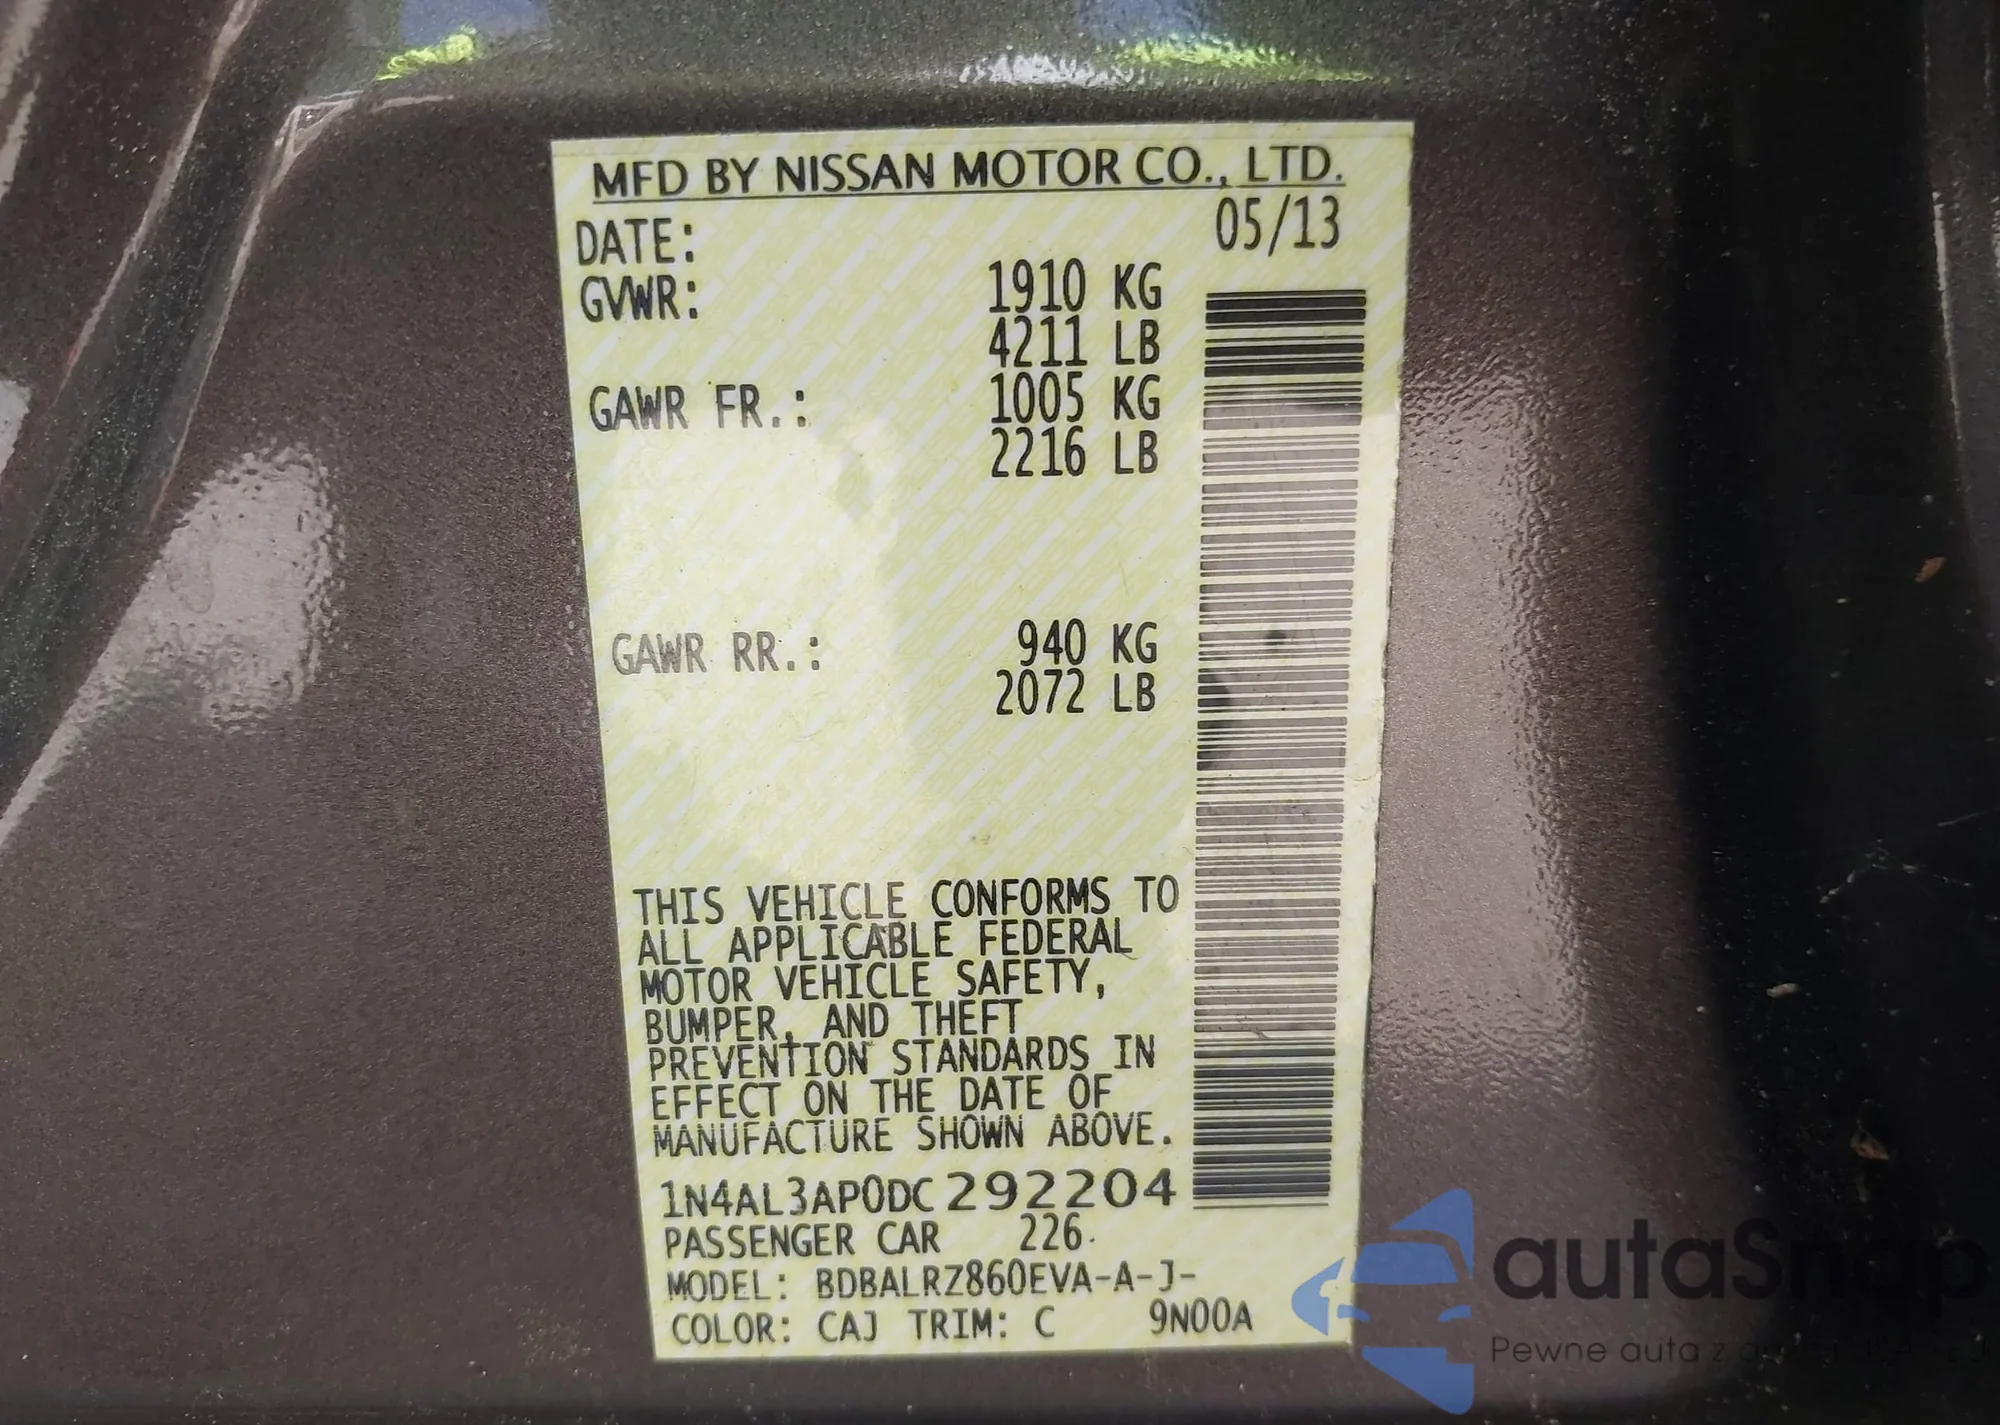 MFD BY NISSAN MOTOR CO., LTD.
DATE: 05/13
GVWR: 1910 KG
4211 LB
GAWR FR.: 1005 KG
2216 LB
GAWR RR.: 940 KG
2072 LB
THIS VEHICLE CONFORMS TO
ALL APPLICABLE FEDERAL
MOTOR VEHICLE SAFETY,
BUMPER, AND THEFT
PREVENTION STANDARDS IN
EFFECT ON THE DATE OF
MANUFACTURE SHOWN ABOVE.
1N4AL3AP0DC292204
PASSENGER CAR 226
MODEL: BDBALRZ860EVA-A-J-
COLOR: CAJ TRIM: C 9N00A
autaSnap
Pewne auta z